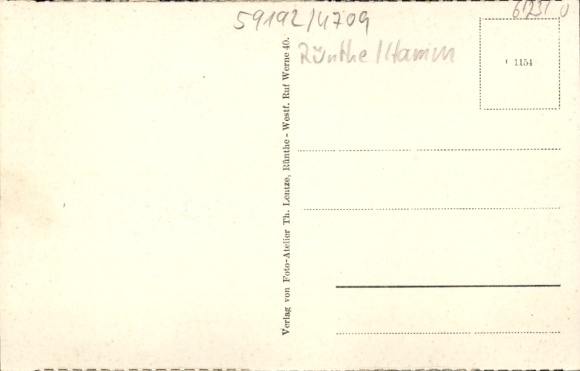 59192/4709
Rünthe/Hamm
1154
Verlag von Foto-Atelier Th. Lentze, Rünthe - Westf. Ruf Werne 40.